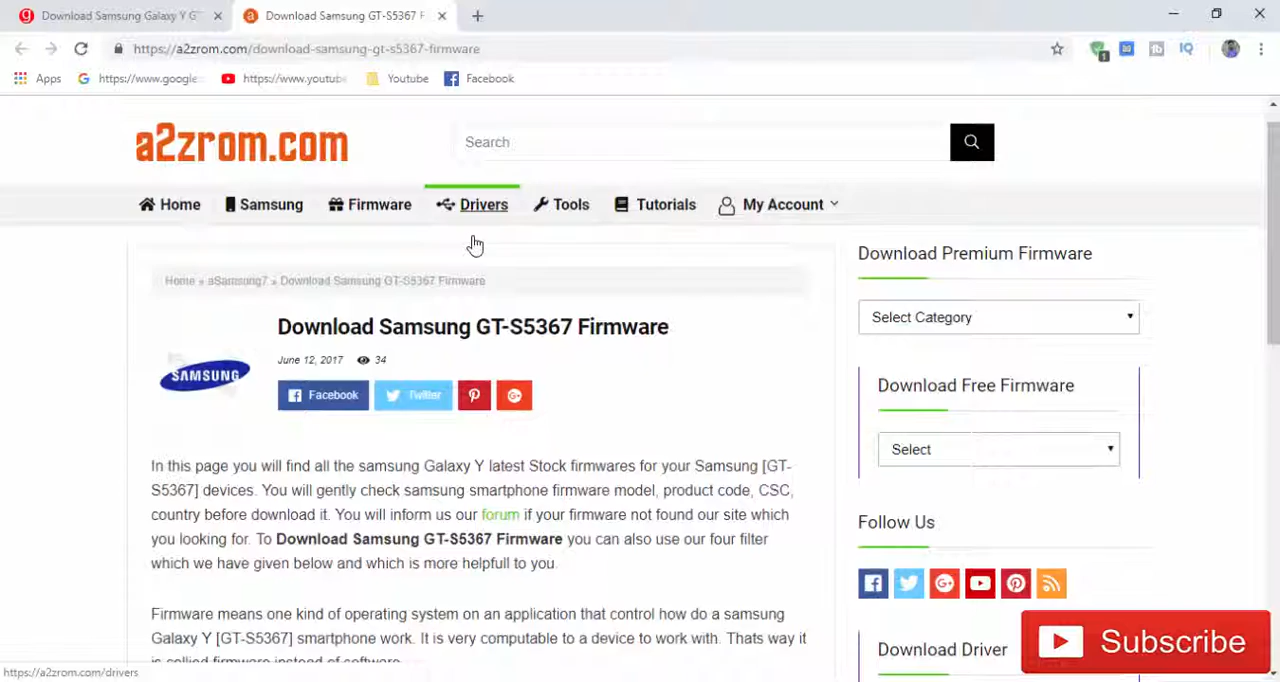 Download Samsung Galaxy Y G
Download Samsung GT-S5367 F
https://a2zrom.com/download-samsung-gt-s5367-firmware
1
Apps
https://www.google
https://www.youtub
Youtube
Facebook
a2zrom.com
Search
Home
Samsung
Firmware
Drivers
Tools
Tutorials
My Account
Home » aSamsung7 » Download Samsung GT-S5367 Firmware
Download Samsung GT-S5367 Firmware
June 12, 2017 34
SAMSUNG
Facebook
Twitter
In this page you will find all the samsung Galaxy Y latest Stock firmwares for your Samsung [GT-
S5367] devices. You will gently check samsung smartphone firmware model, product code, CSC,
country before download it. You will inform us our forum if your firmware not found our site which
you looking for. To Download Samsung GT-S5367 Firmware you can also use our four filter
which we have given below and which is more helpfull to you.
Firmware means one kind of operating system on an application that control how do a samsung
Galaxy Y [GT-S5367] smartphone work. It is very computable to a device to work with. Thats way it
is called firmware instead of software
Download Premium Firmware
Select Category
Download Free Firmware
Select
Follow Us
Download Driver
Subscribe
https://a2zrom.com/drivers